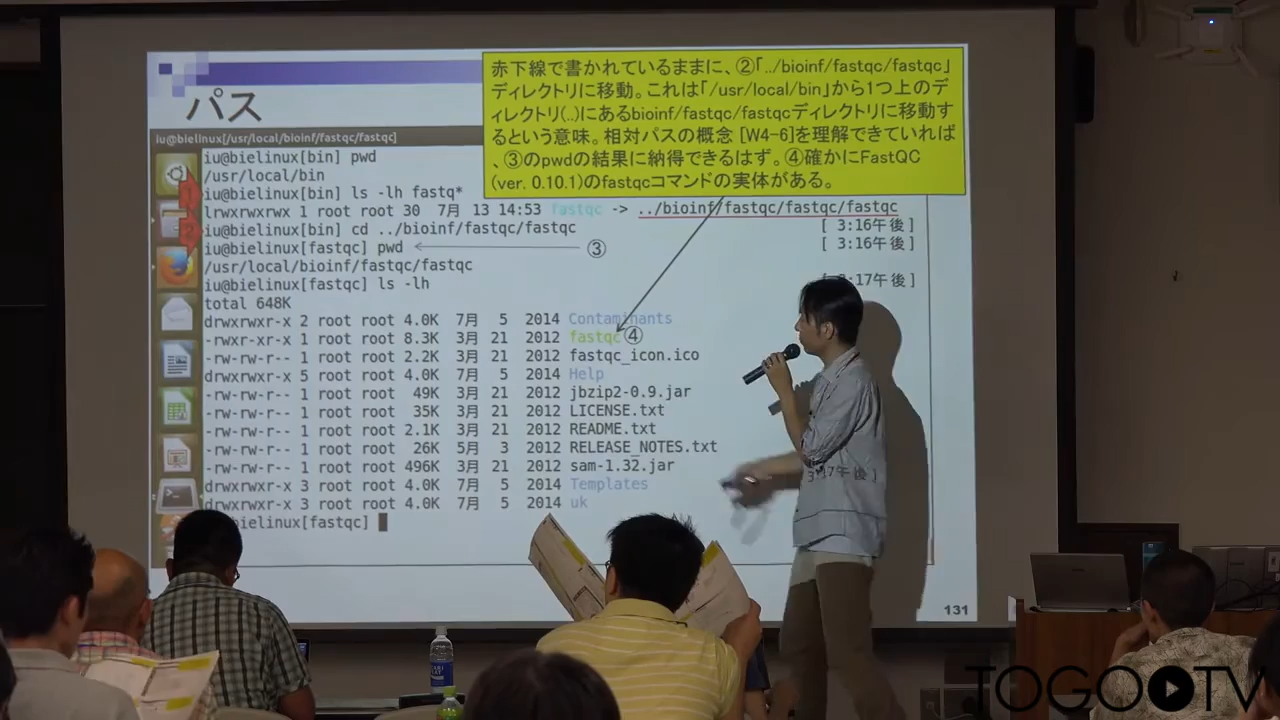 パス
赤下線で書かれているままに、②「../bioinf/fastqc/fastqc」
ディレクトリに移動。これは「/usr/local/bin」から1つ上のデ
ィレクトリ(..)にあるbioinf/fastqc/fastqcディレクトリに移動す
るという意味。相対パスの概念 [W4-6]を理解できていれば
、③のpwdの結果に納得できるはず。④確かにFastQC
(ver. 0.10.1)のfastqcコマンドの実体がある。
iu@bielinux[/usr/local/bioinf/fastqc/fastqc]
iu@bielinux[bin] pwd
/usr/local/bin
iu@bielinux[bin] ls -lh fastq*
lrwxrwxrwx 1 root root 30 7月 13 14:53 fastqc -> ../bioinf/fastqc/fastqc/fastqc
iu@bielinux[bin] cd ../bioinf/fastqc/fastqc [ 3:16午後]
iu@bielinux[fastqc] pwd ③ [ 3:16午後]
/usr/local/bioinf/fastqc/fastqc
iu@bielinux[fastqc] ls -lh :17午後]
total 648K
drwxrwxr-x 2 root root 4.0K 7月 5 2014 Contaminants
-rwxr-xr-x 1 root root 8.3K 3月 21 2012 fastqc ④
-rw-rw-r-- 1 root root 2.2K 3月 21 2012 fastqc_icon.ico
drwxrwxr-x 5 root root 4.0K 7月 5 2014 Help
-rw-rw-r-- 1 root root 49K 3月 21 2012 jbzip2-0.9.jar
-rw-rw-r-- 1 root root 35K 3月 21 2012 LICENSE.txt
-rw-rw-r-- 1 root root 2.1K 3月 21 2012 README.txt
-rw-rw-r-- 1 root root 26K 5月 3 2012 RELEASE_NOTES.txt
-rw-rw-r-- 1 root root 496K 3月 21 2012 sam-1.32.jar
drwxrwxr-x 3 root root 4.0K 7月 5 2014 Templates
drwxrwxr-x 3 root root 4.0K 7月 5 2014 uk
bielinux[fastqc] 3:17午後]
131
TOGO TV